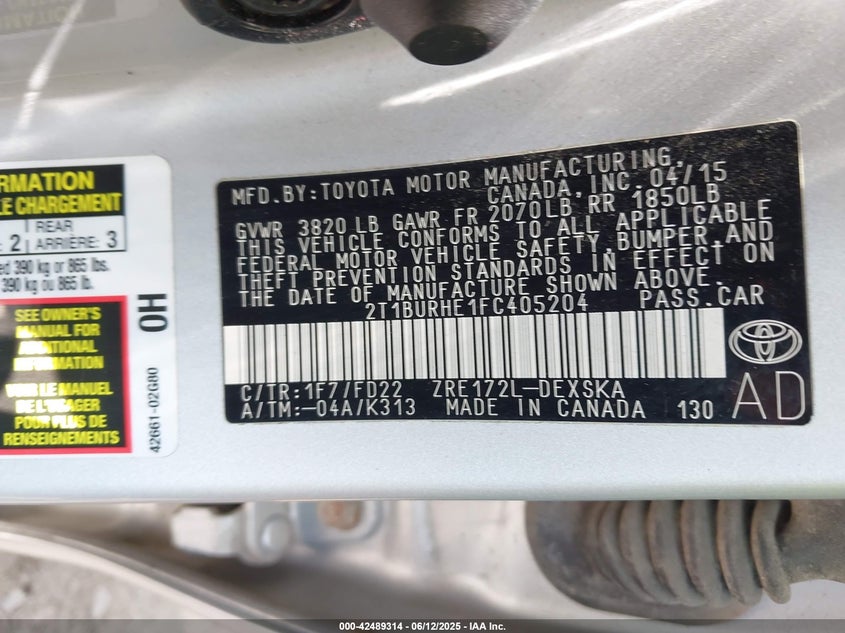 RMATION
LE CHARGEMENT
2 REAR
ARRIÈRE: 3
ed 390 kg or 865 lbs.
390 kg ou 865 lb.
SEE OWNER'S
MANUAL FOR
ADDITIONAL
INFORMATION
VOIR LE MANUEL
DE L'USAGER
POUR PLUS DE
RENSEIGNEMENTS
0H
42661-02G80
MFD.BY:TOYOTA MOTOR MANUFACTURING,
CANADA,INC.04/15
GVWR 3820 LB GAWR FR 2070LB RR 1850LB
THIS VEHICLE CONFORMS TO ALL APPLICABLE
FEDERAL MOTOR VEHICLE SAFETY,BUMPER,AND
THEFT PREVENTION STANDARDS IN EFFECT ON
THE DATE OF MANUFACTURE SHOWN ABOVE.
2T1BURHE1FC405204 PASS.CAR
C/TR:1F7/FD22 ZRE172L-DEXSKA
A/TM:-04A/K313 MADE IN CANADA 130
AD
000-42489314 - 06/12/2025 - IAA Inc.